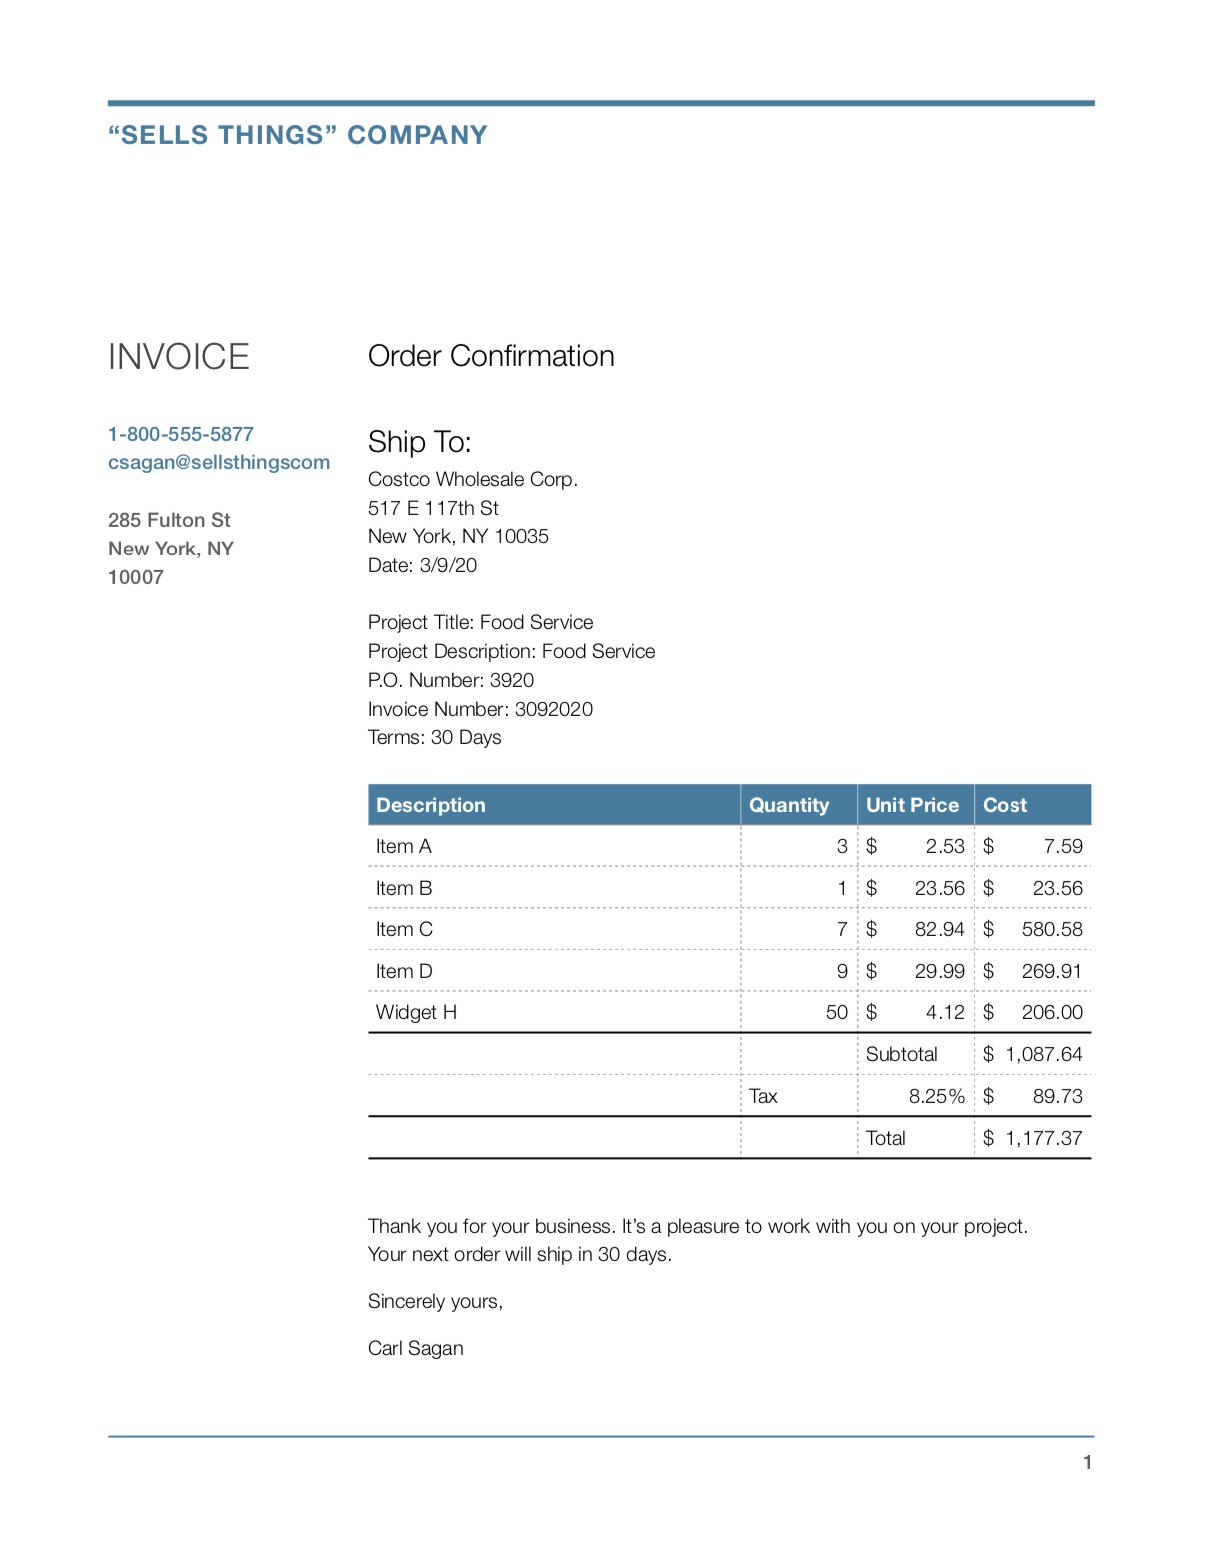 “SELLS THINGS” COMPANY
INVOICE
1-800-555-5877
csagan@sellsthingscom
285 Fulton St
New York, NY
10007
Order Confirmation
Ship To:
Costco Wholesale Corp.
517 E 117th St
New York, NY 10035
Date: 3/9/20
Project Title: Food Service
Project Description: Food Service
P.O. Number: 3920
Invoice Number: 3092020
Terms: 30 Days
Description Quantity Unit Price Cost
Item A 3 $ 2.53 $ 7.59
Item B 1 $ 23.56 $ 23.56
Item C 7 $ 82.94 $ 580.58
Item D 9 $ 29.99 $ 269.91
Widget H 50 $ 4.12 $ 206.00
Subtotal $ 1,087.64
Tax 8.25% $ 89.73
Total $ 1,177.37
Thank you for your business. It’s a pleasure to work with you on your project.
Your next order will ship in 30 days.
Sincerely yours,
Carl Sagan
1